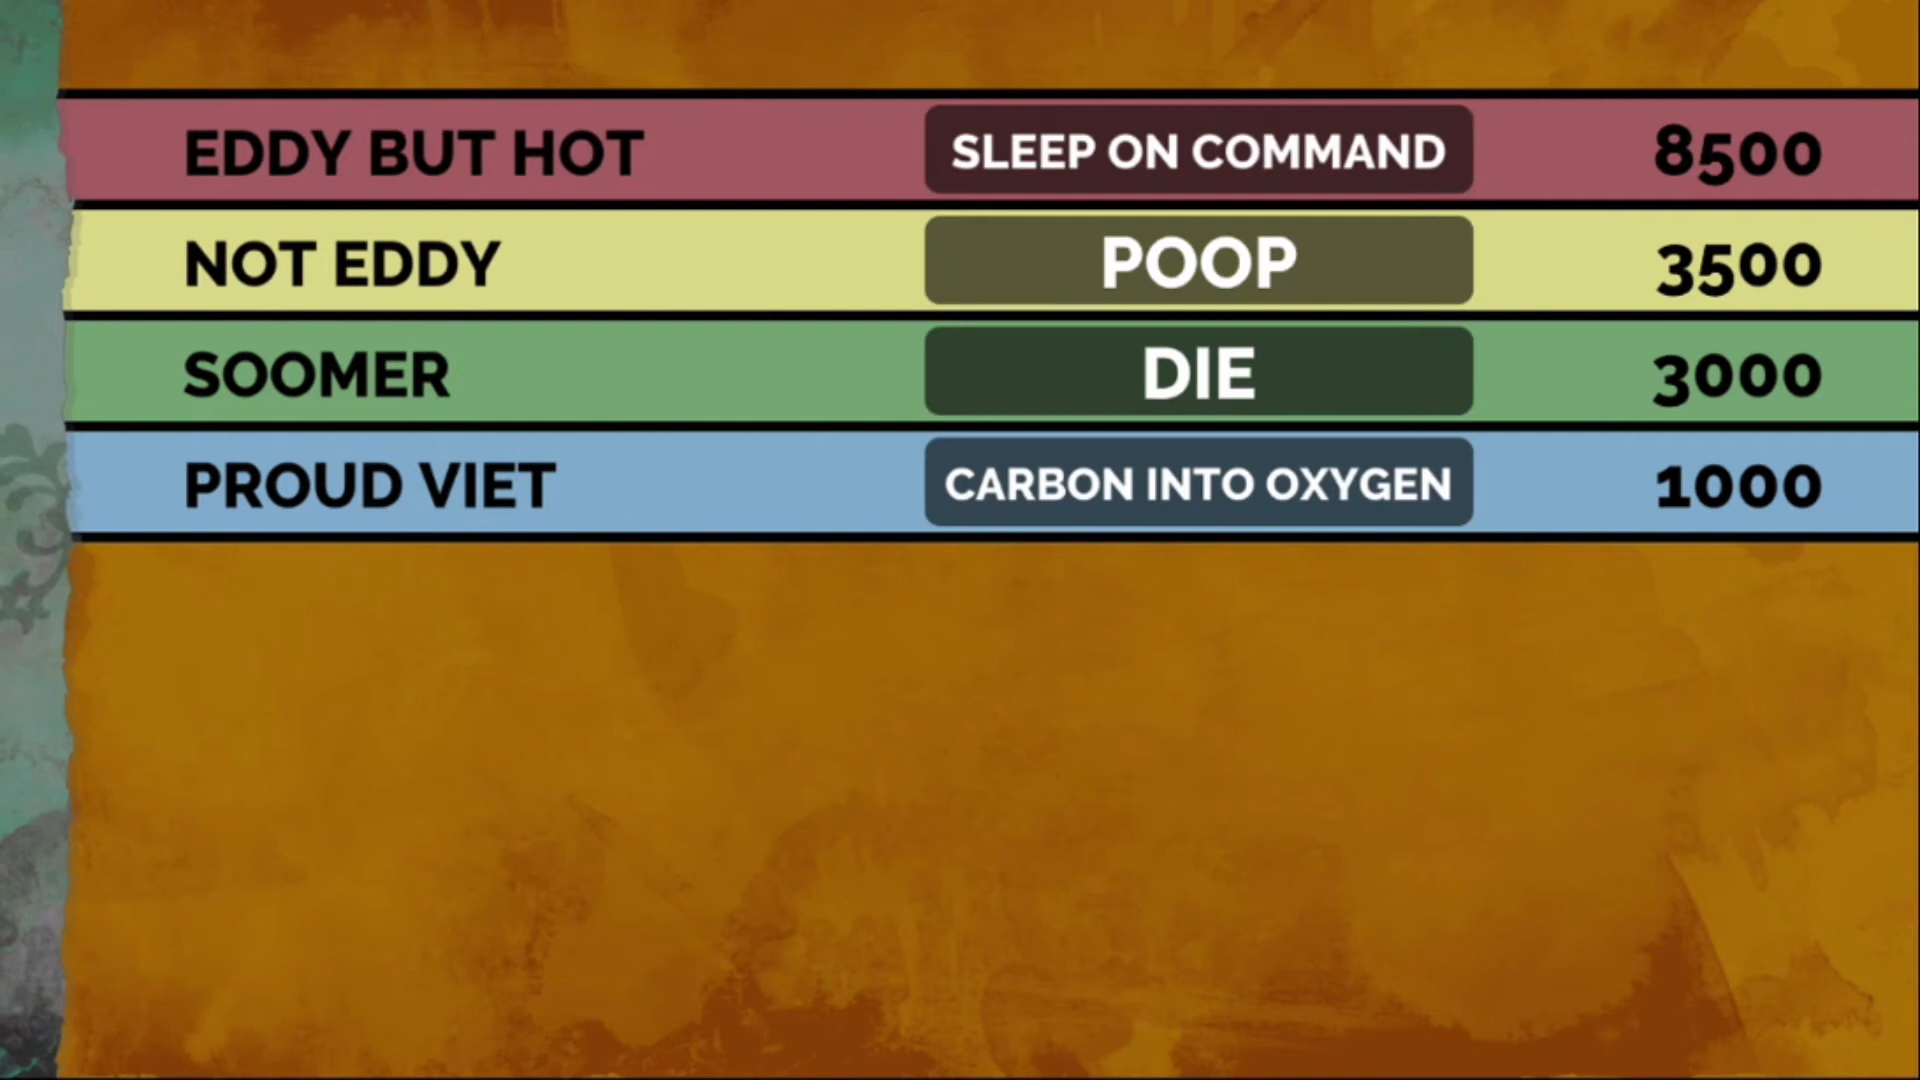 EDDY BUT HOT SLEEP ON COMMAND 8500
NOT EDDY POOP 3500
SOOMER DIE 3000
PROUD VIET CARBON INTO OXYGEN 1000